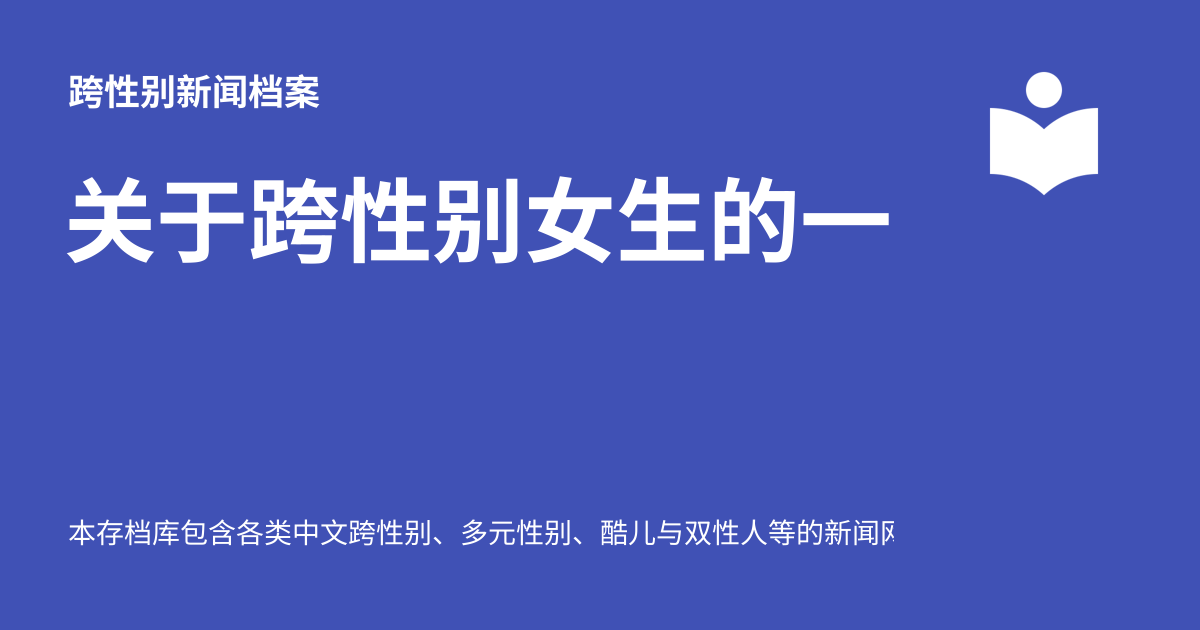 跨性别新闻档案
关于跨性别女生的一
本存档库包含各类中文跨性别、多元性别、酷儿与双性人等的新闻